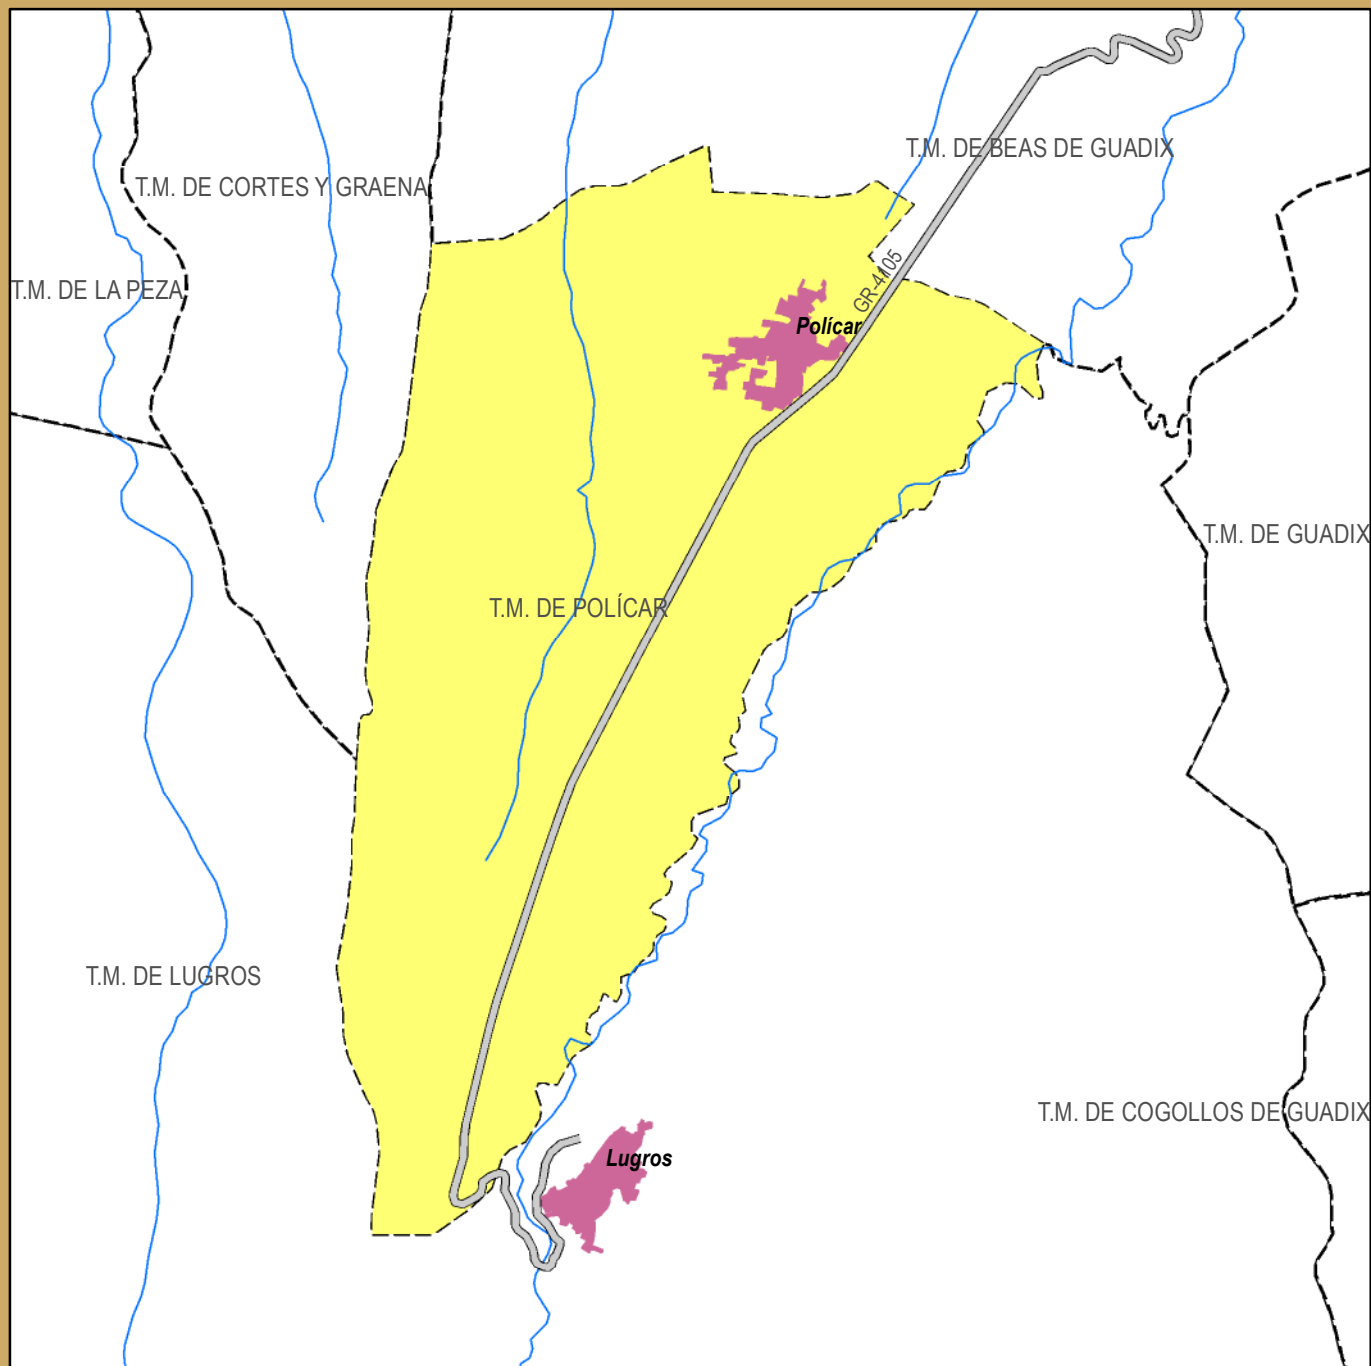 T.M. DE BEAS DE GUADIX
T.M. DE CORTES Y GRAENA
T.M. DE LA PEZA
GR-4105
Polícar
T.M. DE GUADIX
T.M. DE POLÍCAR
T.M. DE LUGROS
T.M. DE COGOLLOS DE GUADIX
Lugros